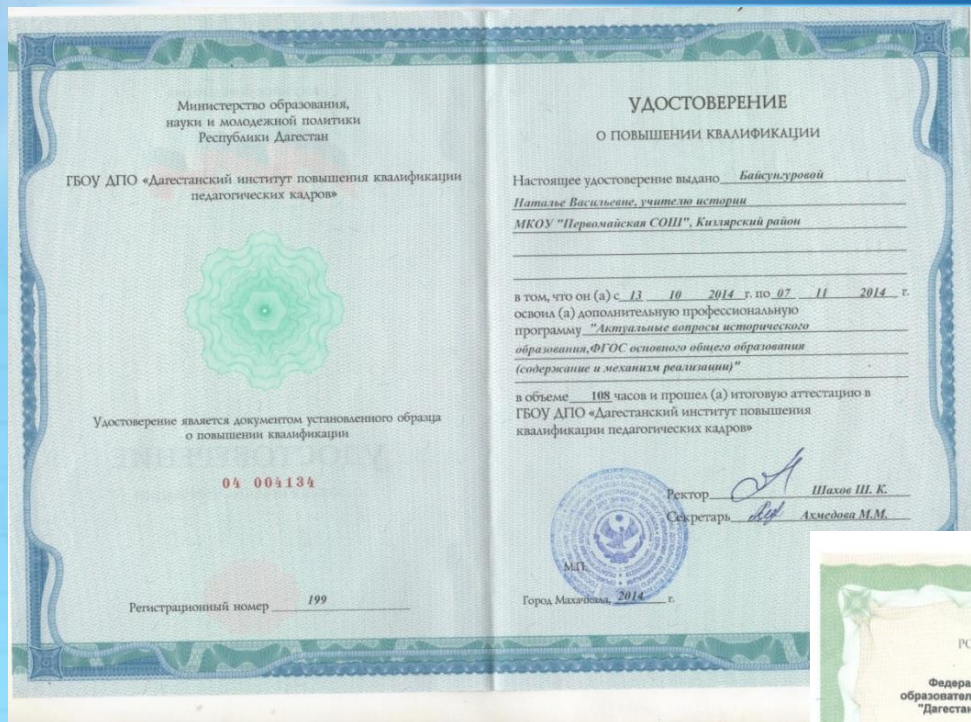 Министерство образования,
науки и молодежной политики
Республики Дагестан
ГБОУ ДПО «Дагестанский институт повышения квалификации
педагогических кадров»
Удостоверение является документом установленного образца
о повышении квалификации
04 004134
Регистрационный номер 199
УДОСТОВЕРЕНИЕ
О ПОВЫШЕНИИ КВАЛИФИКАЦИИ
Настоящее удостоверение выдано Байсунгуровой
Наталье Васильевне, учителю истории
МКОУ "Первомайская СОШ", Кизлярский район
в том, что он (а) с 13 10 2014 г. по 07 11 2014 г.
освоил (а) дополнительную профессиональную
программу "Актуальные вопросы исторического
образования,ФГОС основного общего образования
(содержание и механизм реализации)"
в объеме 108 часов и прошел (а) итоговую аттестацию в
ГБОУ ДПО «Дагестанский институт повышения
квалификации педагогических кадров»
Ректор Шахов Ш. К.
Секретарь Ахмедова М.М.
М.П.
Город Махачкала, 2014 г.
РО
Федера
образовател
"Дагестан